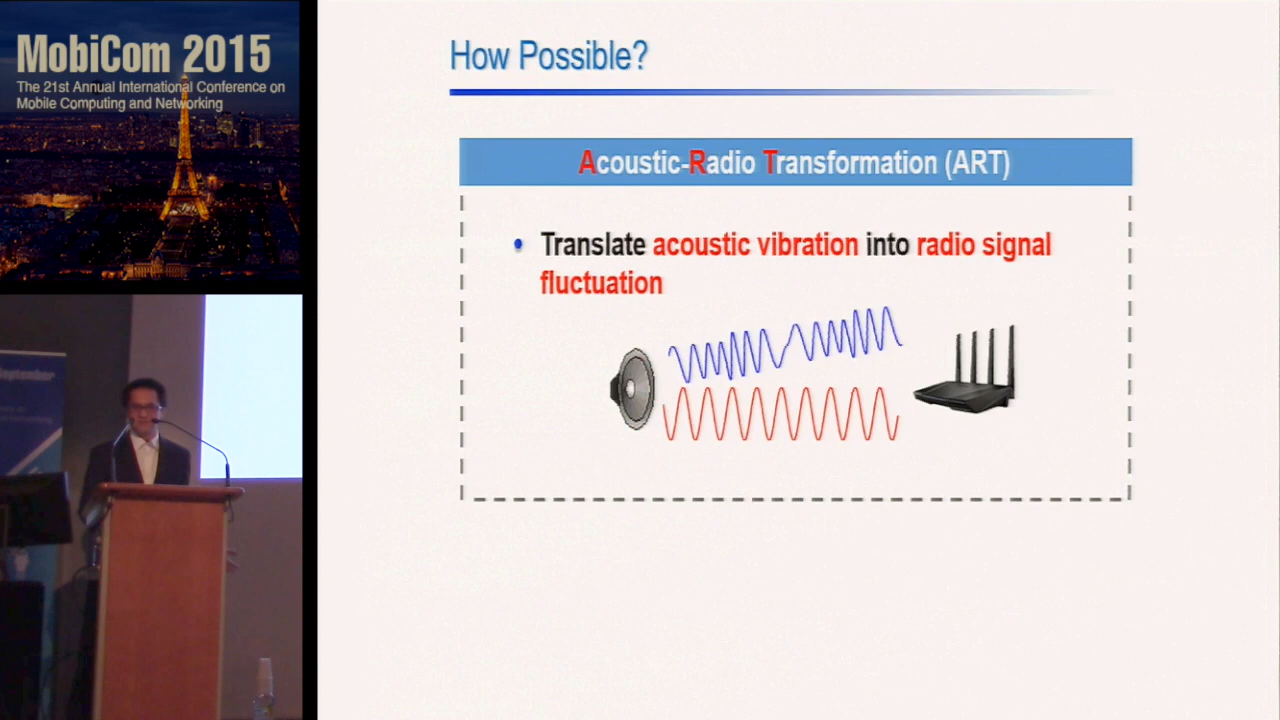 MobiCom 2015
The 21st Annual International Conference on
Mobile Computing and Networking
How Possible?
Acoustic-Radio Transformation (ART)
• Translate acoustic vibration into radio signal
fluctuation
September